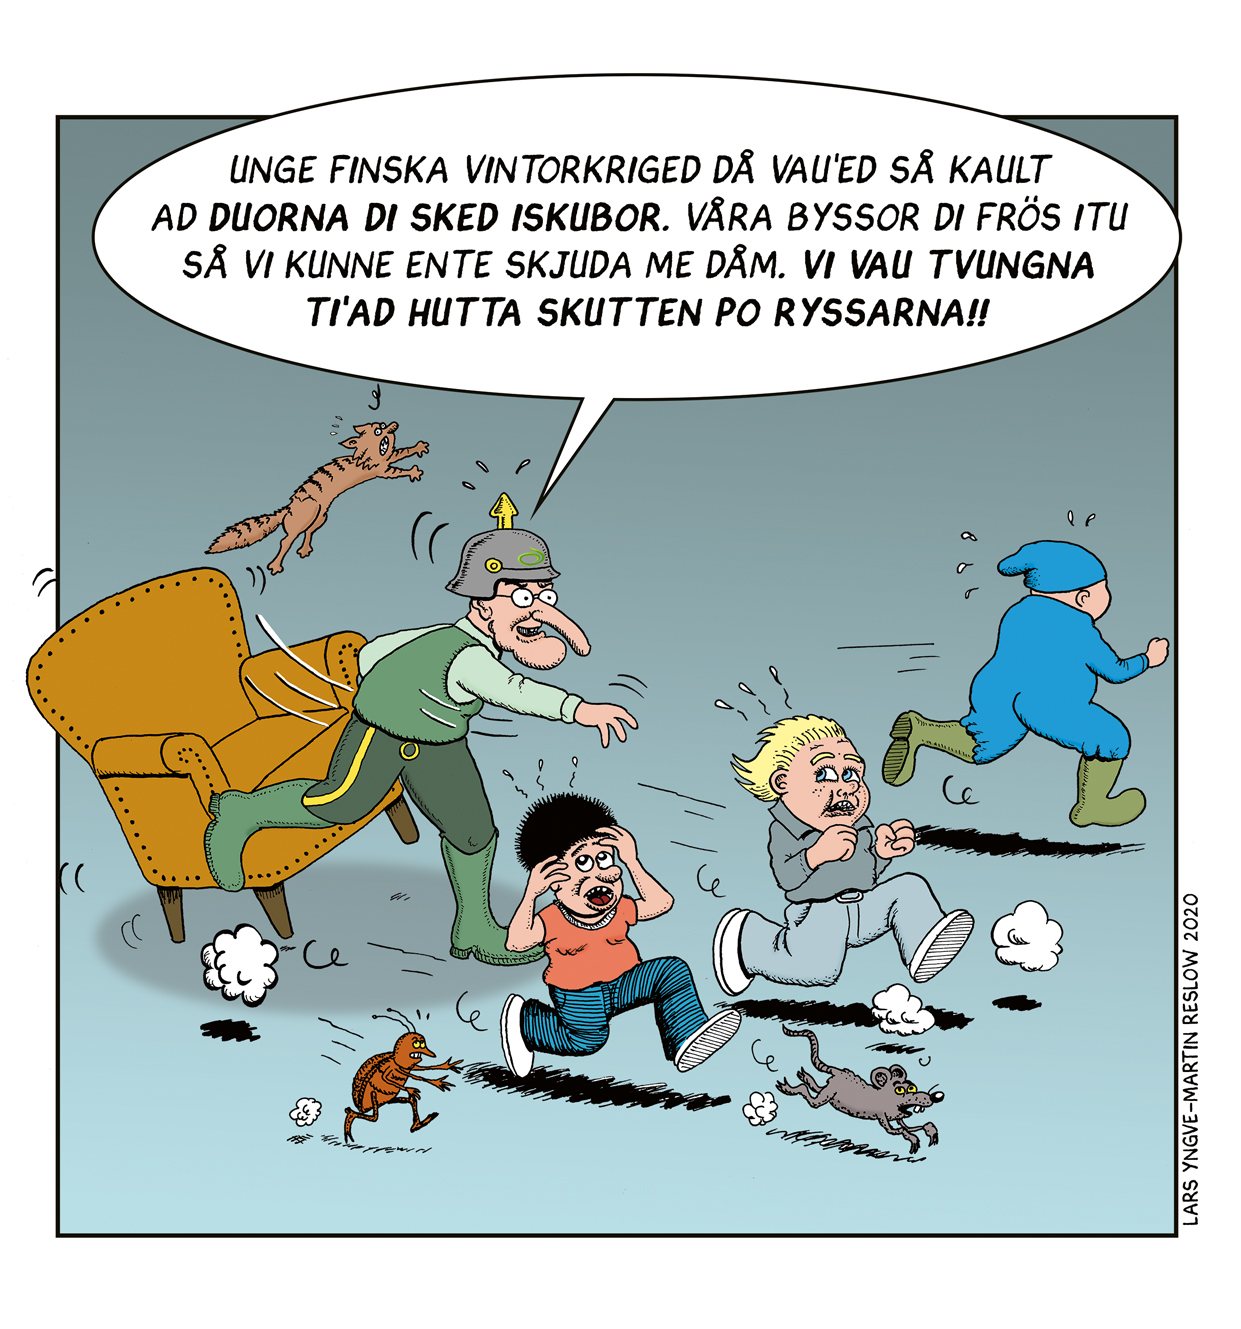 UNGE FINSKA VINTORKRIGED DÅ VAU'ED SÅ KAULT
AD DUORNA DI SKED ISKUBOR. VÅRA BYSSOR DI FRÖS ITU
SÅ VI KUNNE ENTE SKJUDA ME DÅM. VI VAU TVUNGNA
TI'AD HUTTA SKUTTEN PO RYSSARNA!!
LARS YNGVE-MARTIN RESLOW 2020